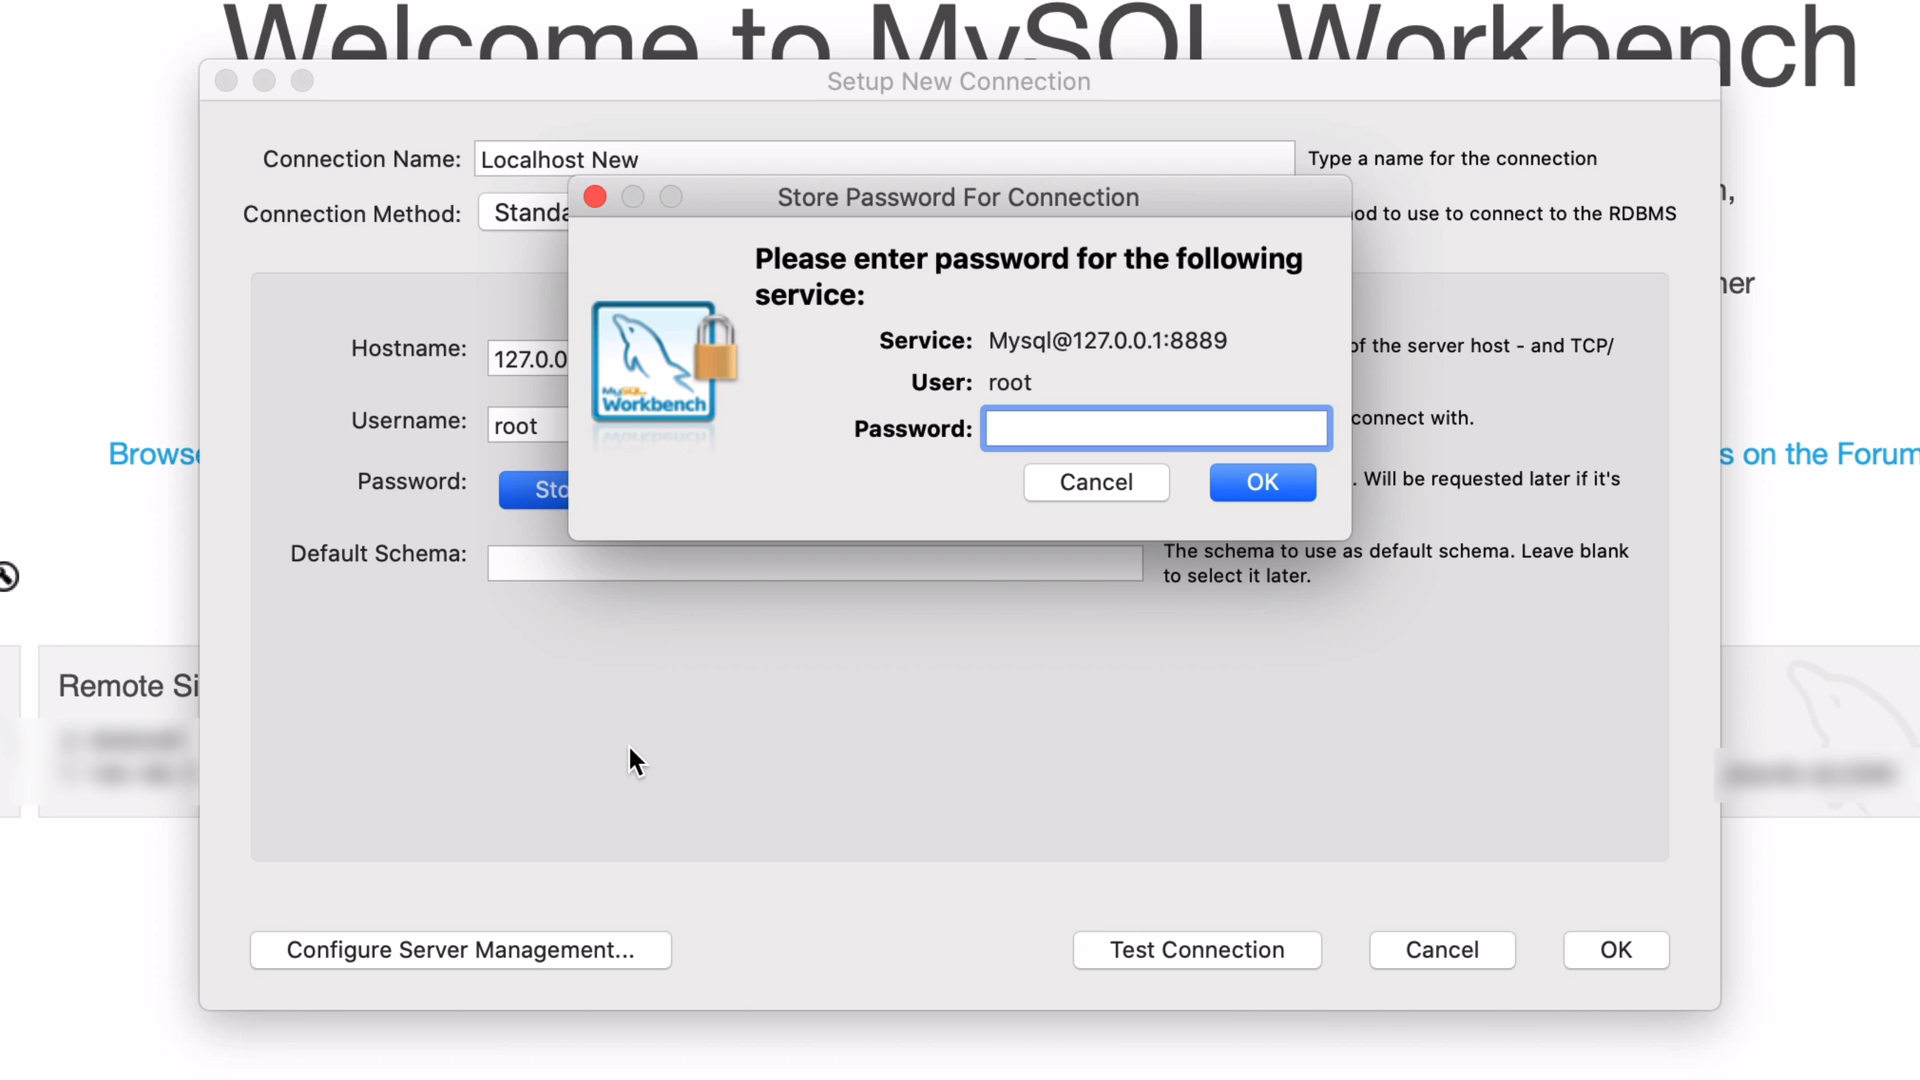 Welcome to MySQL Workbench
Setup New Connection
Connection Name: Localhost New Type a name for the connection
Store Password For Connection
Connection Method: to use to connect to the RDBMS
Please enter password for the following
service:
Service: Mysql@127.0.0.1:8889
Hostname: 127.0.0 of the server host - and TCP/
User: root
Username: root connect with.
Password:
Browse s on the Forum
Password: Sto . Will be requested later if it's
Cancel OK
MySQL
Workbench
Default Schema: The schema to use as default schema. Leave blank
to select it later.
Remote Si
Configure Server Management... Test Connection Cancel OK